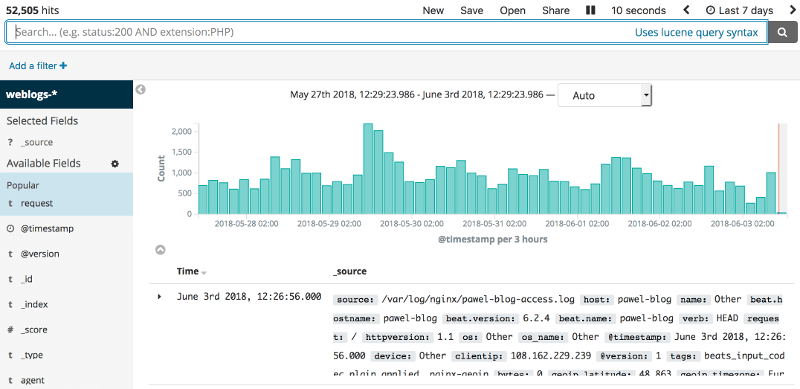 52,505 hits
New Save Open Share 10 seconds Last 7 days
Search... (e.g. status:200 AND extension:PHP)
Uses lucene query syntax
Add a filter +
weblogs-*
Selected Fields
? _source
Available Fields
Popular
t request
@timestamp
t @version
t _id
t _index
# _score
t _type
t agent
May 27th 2018, 12:29:23.986 - June 3rd 2018, 12:29:23.986 —
Auto
Count
2,000
1,500
1,000
500
0
2018-05-28 02:00 2018-05-29 02:00 2018-05-30 02:00 2018-05-31 02:00 2018-06-01 02:00 2018-06-02 02:00 2018-06-03 02:00
@timestamp per 3 hours
Time _source
June 3rd 2018, 12:26:56.000
source: /var/log/nginx/pawel-blog-access.log host: pawel-blog name: Other beat.h
ostname: pawel-blog beat.version: 6.2.4 beat.name: pawel-blog verb: HEAD reques
t: / httpversion: 1.1 os: Other os_name: Other @timestamp: June 3rd 2018, 12:26:
56.000 device: Other clientip: 108.162.229.239 @version: 1 tags: beats_input_cod
ec_plain_applied, nginx-geoip bytes: 0 geoip.latitude: 48.863 geoip.timezone: Eur